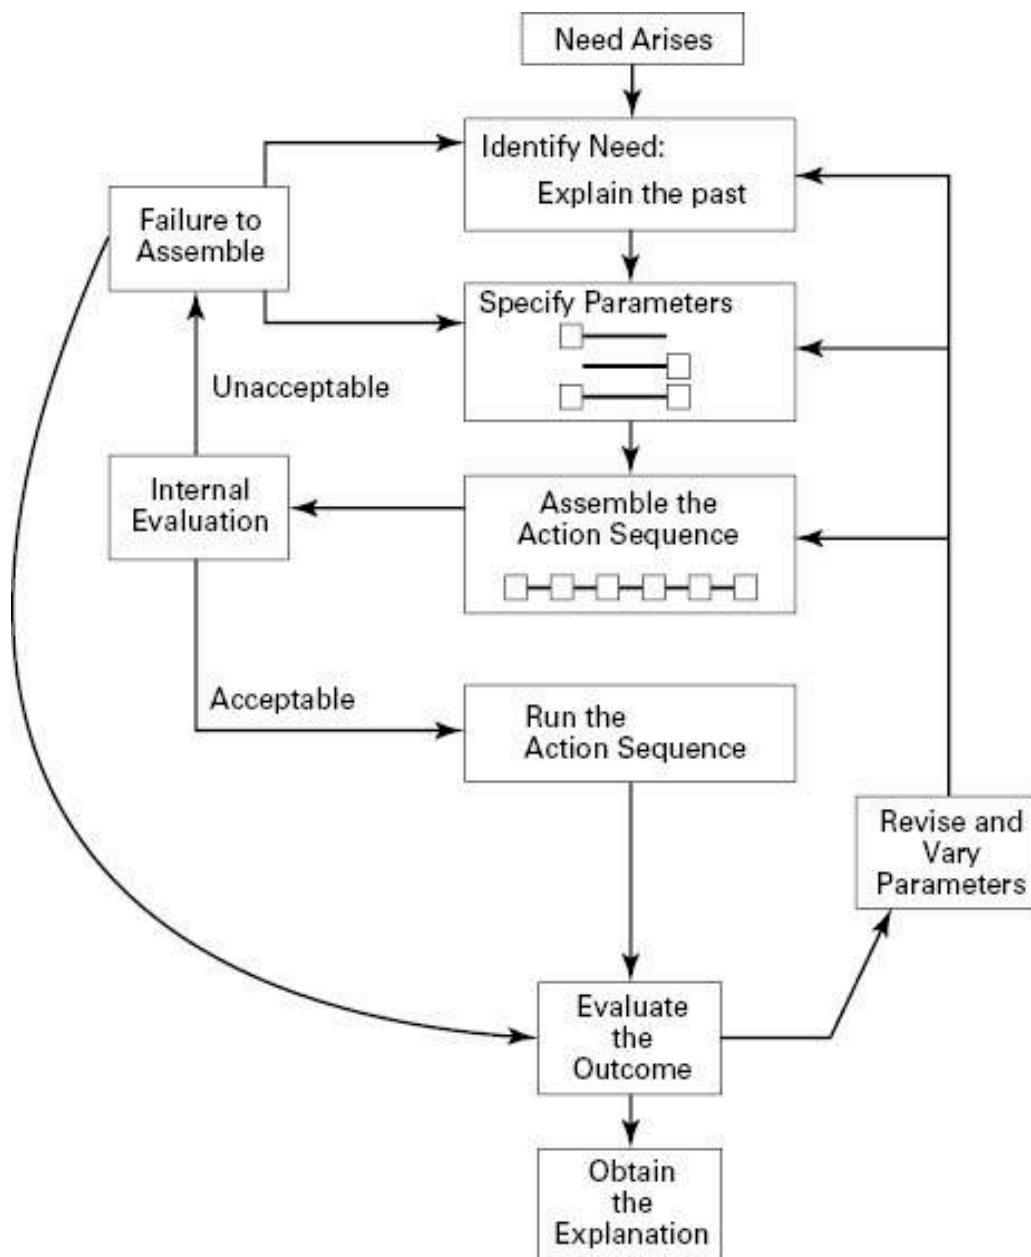 Need Arises
Identify Need:
Explain the past
Failure to
Assemble
Specify Parameters
Unacceptable
Internal
Evaluation
Assemble the
Action Sequence
Acceptable
Run the
Action Sequence
Revise and
Vary
Parameters
Evaluate
the
Outcome
Obtain
the
Explanation